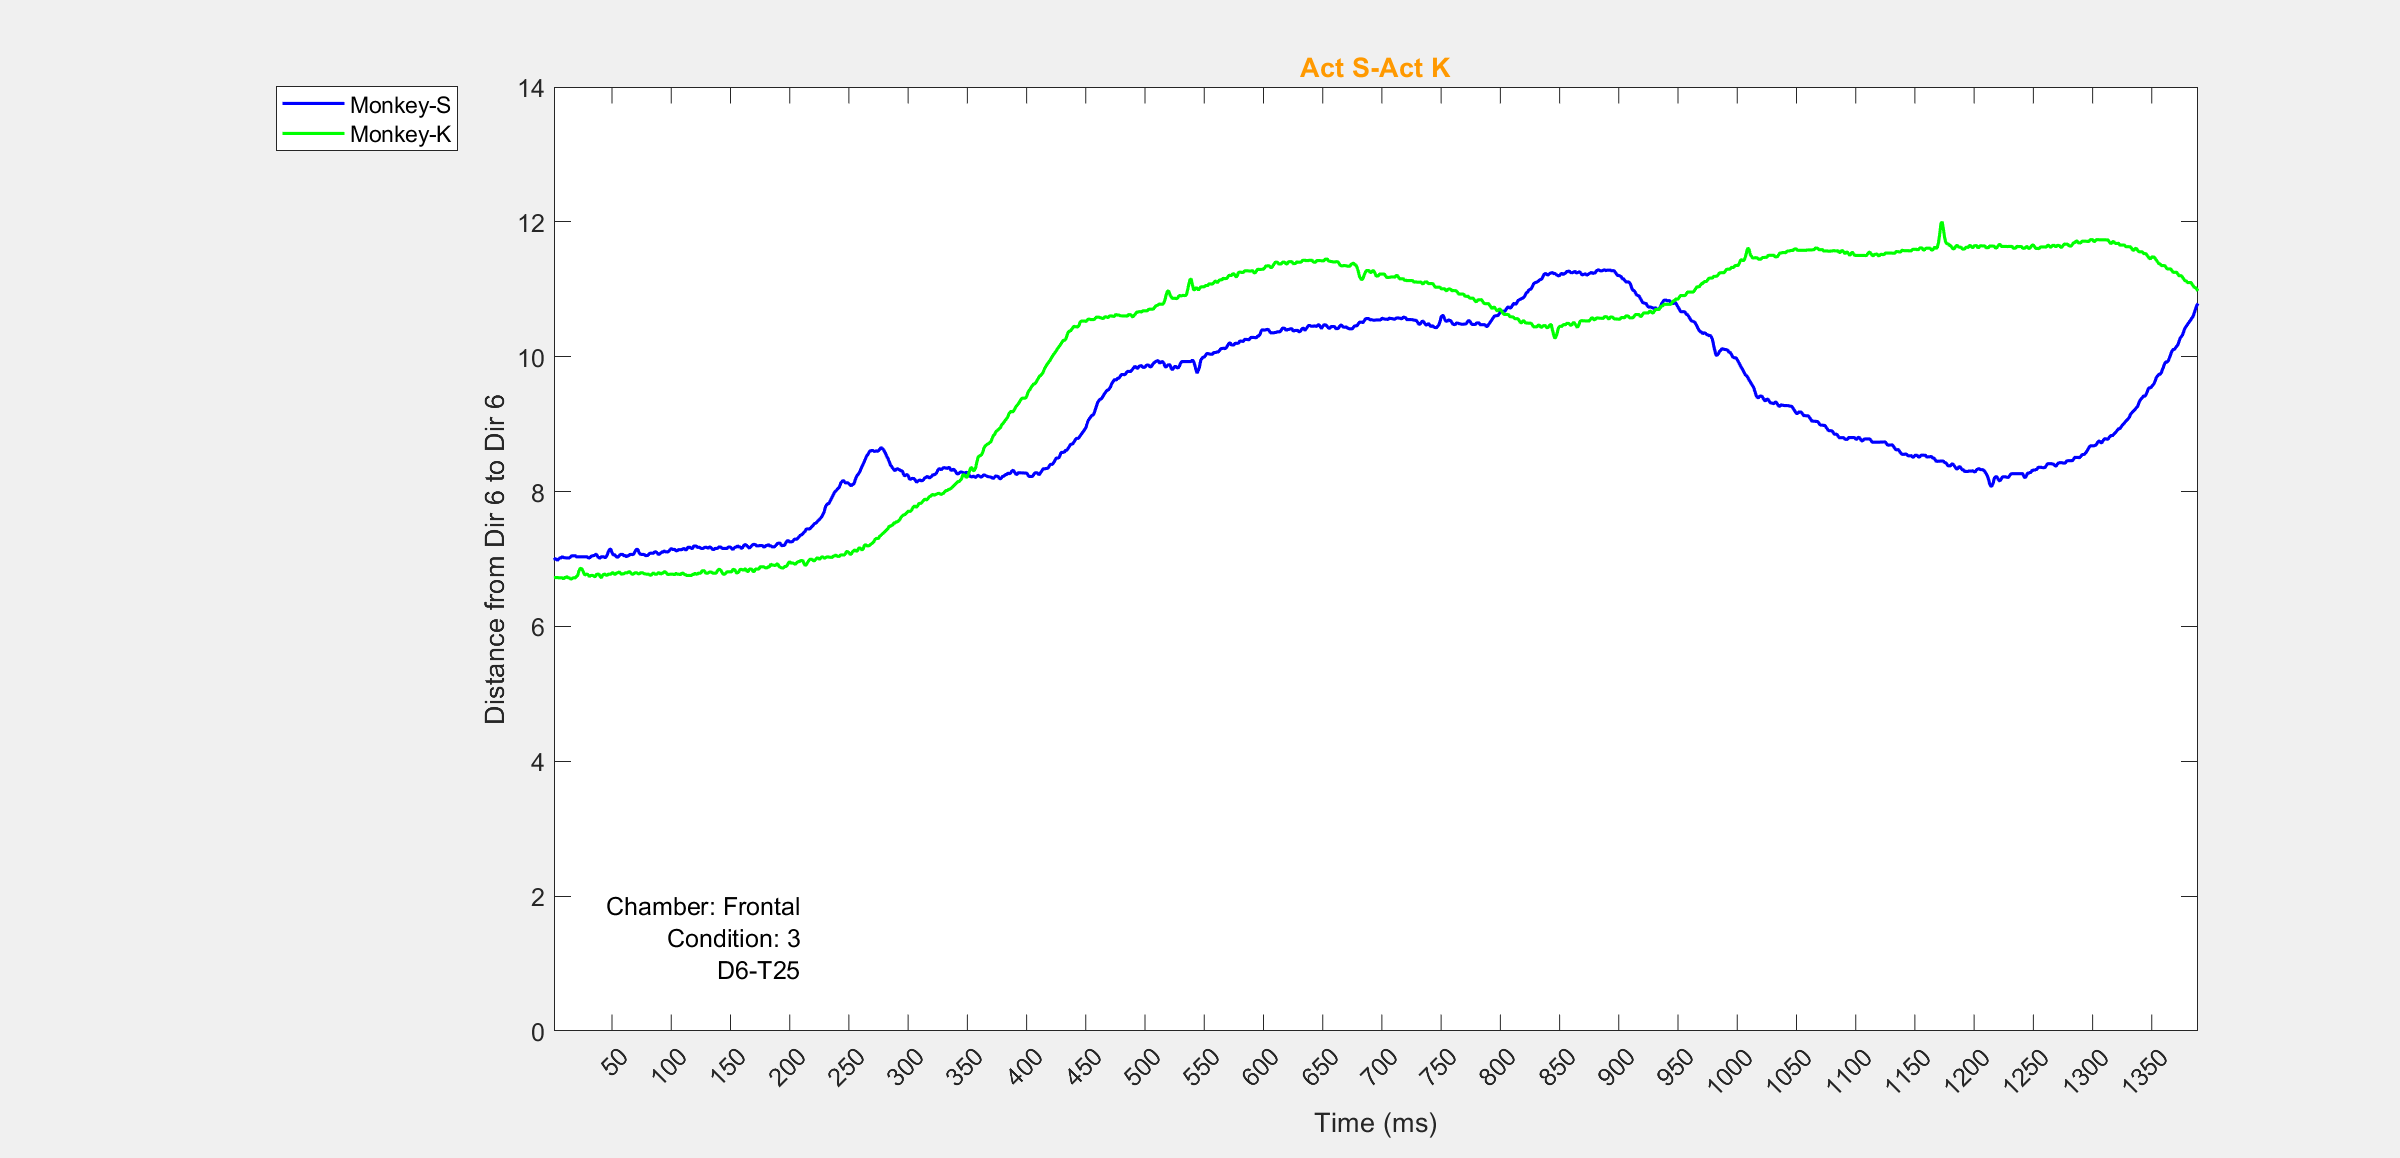 Act S-Act K
Monkey-S
Monkey-K
Distance from Dir 6 to Dir 6
14
12
10
8
6
4
2
0
Chamber: Frontal
Condition: 3
D6-T25
50 100 150 200 250 300 350 400 450 500 550 600 650 700 750 800 850 900 950 1000 1050 1100 1150 1200 1250 1300 1350
Time (ms)